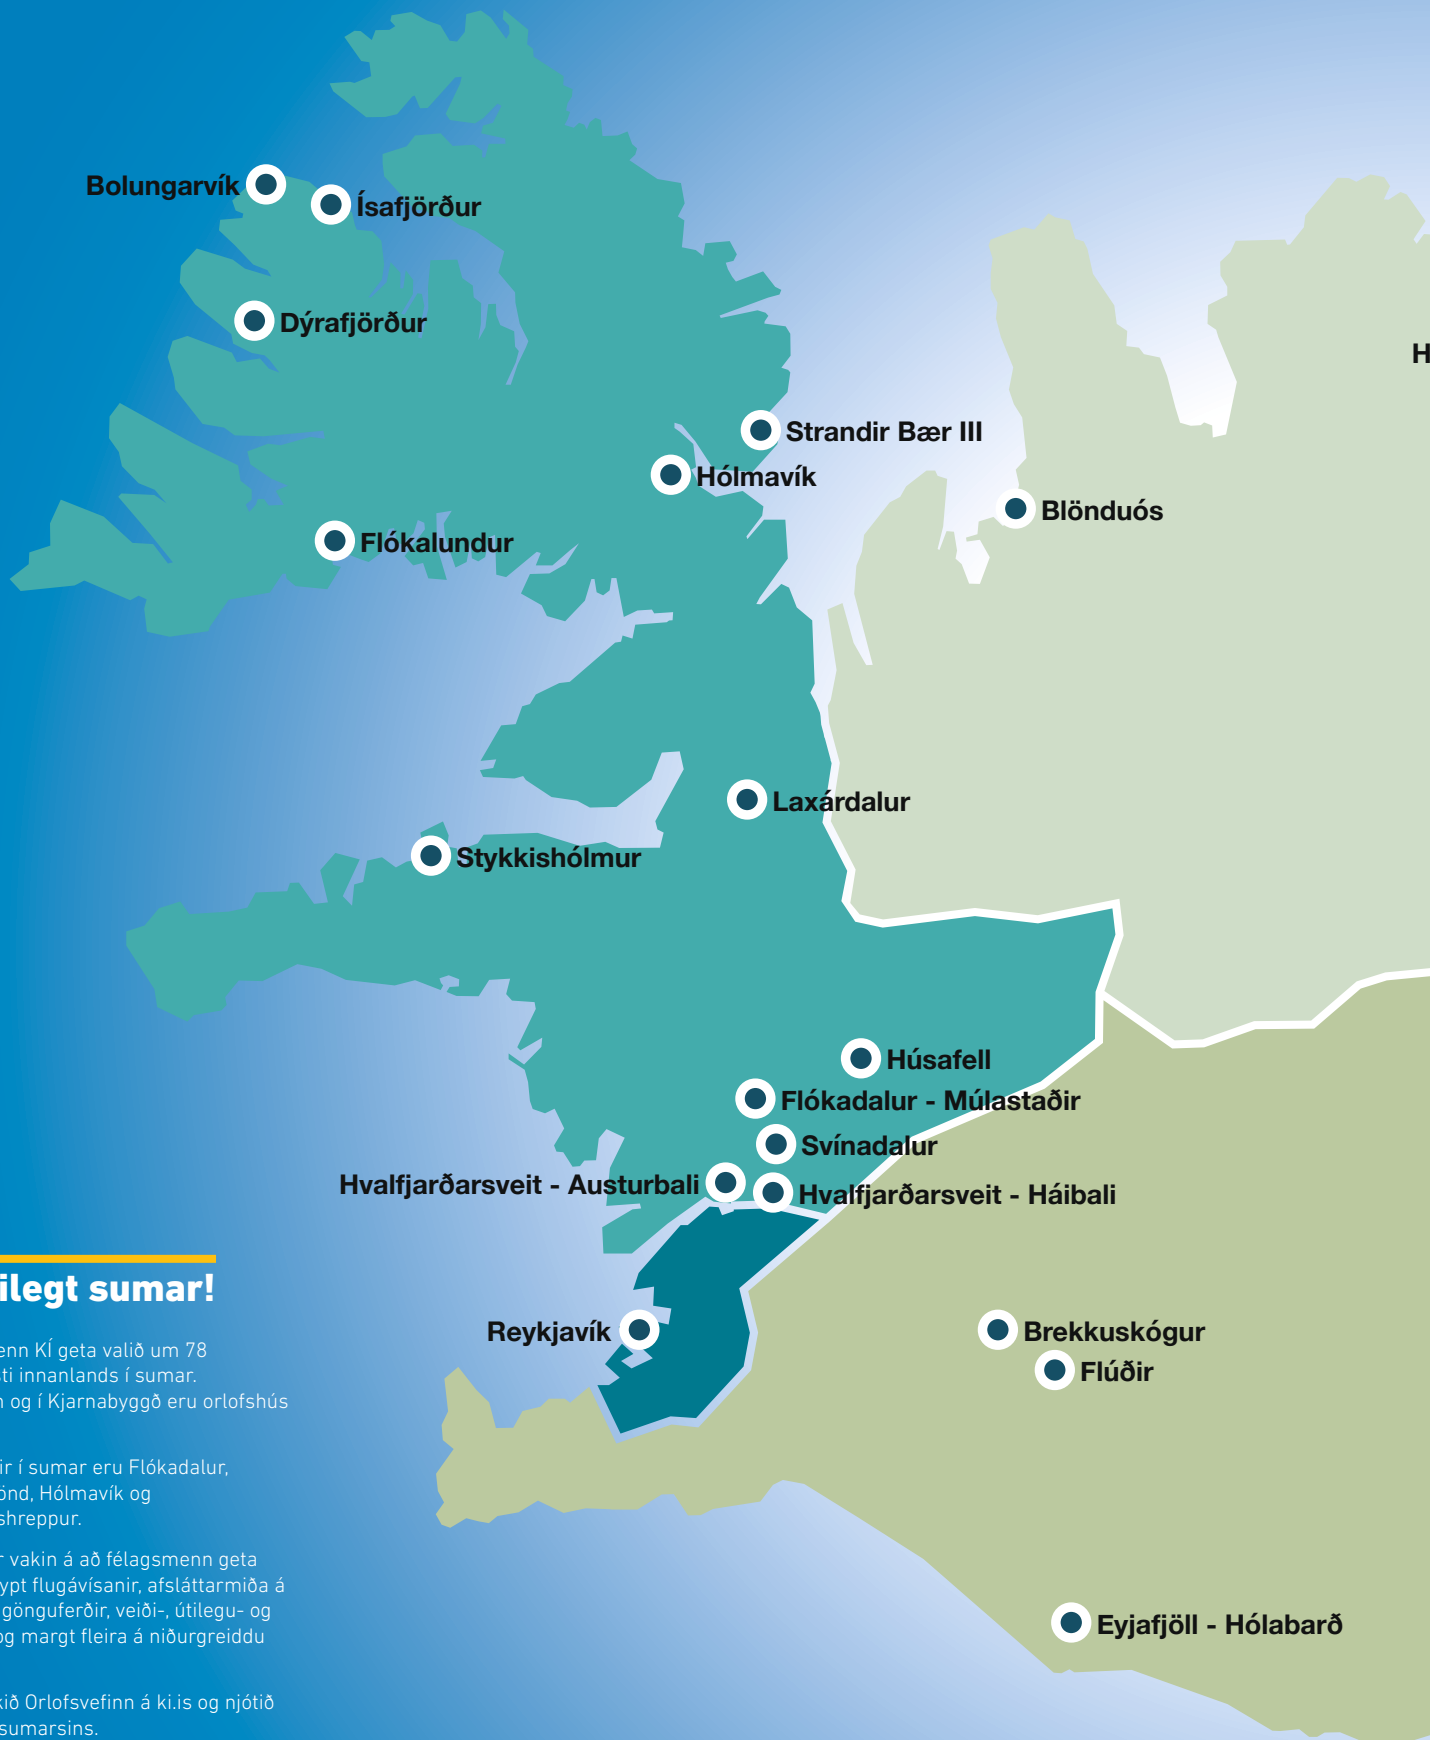 Bolungarvík
Ísafjörður
Dýrafjörður
H
Strandir Bær III
Hólmavík
Blönduós
Flókalundur
Laxárdalur
Stykkishólmur
Húsafell
Flókadalur - Múlastaðir
Svínadalur
Hvalfjarðarsveit - Austurbali
Hvalfjarðarsveit - Háibali
Reykjavík
Brekkuskógur
Flúðir
Eyjafjöll - Hólabarð
ilegt sumar!
enn KÍ geta valið um 78
ti innanlands í sumar.
og í Kjarnabyggð eru orlofshús
ir í sumar eru Flókadalur,
önd, Hólmavík og
shreppur.
r vakin á að félagsmenn geta
ypt flugávísanir, afsláttarmiða á
gönguferðir, veiði-, útilegu- og
og margt fleira á niðurgreiddu
kið Orlofsvefinn á ki.is og njótið
sumarsins.